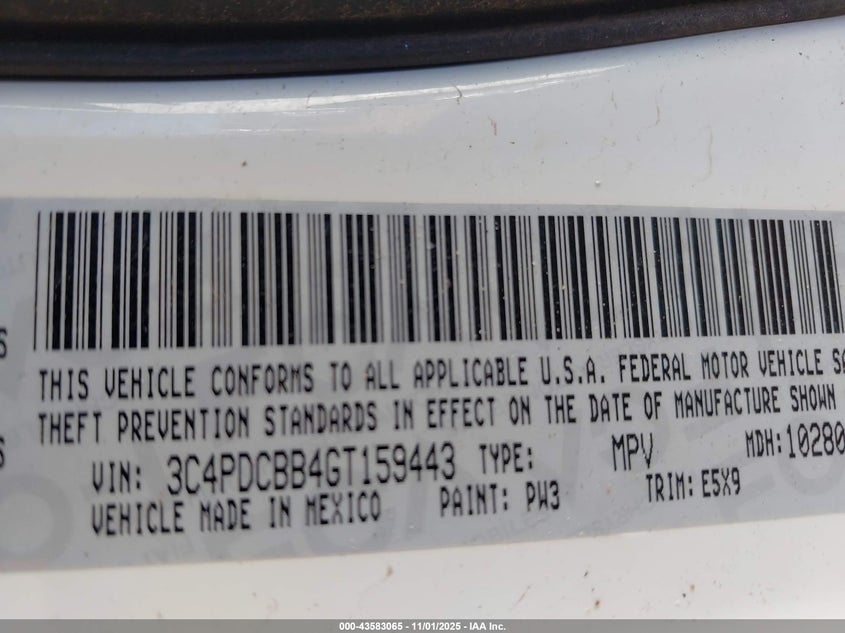 THIS VEHICLE CONFORMS TO ALL APPLICABLE U.S.A. FEDERAL MOTOR VEHICLE SA
THEFT PREVENTION STANDARDS IN EFFECT ON THE DATE OF MANUFACTURE SHOWN
VIN: 3C4PDCBB4GT159443 TYPE: MPV MDH: 10280
VEHICLE MADE IN MEXICO PAINT: PW3 TRIM: E5X9
000-43583065 - 11/01/2025 - IAA Inc.